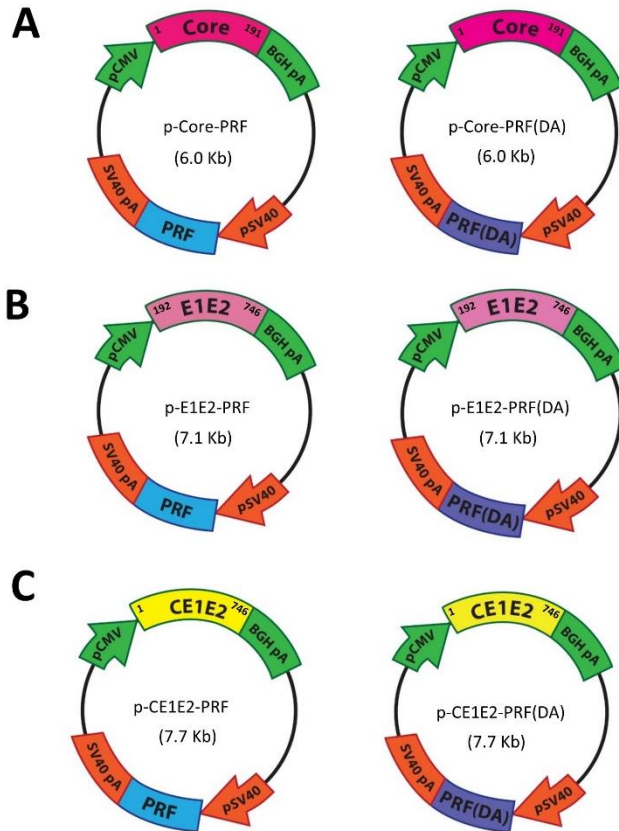 A
pCMV
1
Core
191
BGH pA
p-Core-PRF
(6.0 Kb)
SV40 pA
PRF
pSV40
pCMV
1
Core
191
BGH pA
p-Core-PRF(DA)
(6.0 Kb)
SV40 pA
PRF(DA)
pSV40
B
pCMV
192
E1E2
746
BGH pA
p-E1E2-PRF
(7.1 Kb)
SV40 pA
PRF
pSV40
pCMV
192
E1E2
746
BGH pA
p-E1E2-PRF(DA)
(7.1 Kb)
SV40 pA
PRF(DA)
pSV40
C
pCMV
1
CE1E2
746
BGH pA
p-CE1E2-PRF
(7.7 Kb)
SV40 pA
PRF
pSV40
pCMV
1
CE1E2
746
BGH pA
p-CE1E2-PRF(DA)
(7.7 Kb)
SV40 pA
PRF(DA)
pSV40